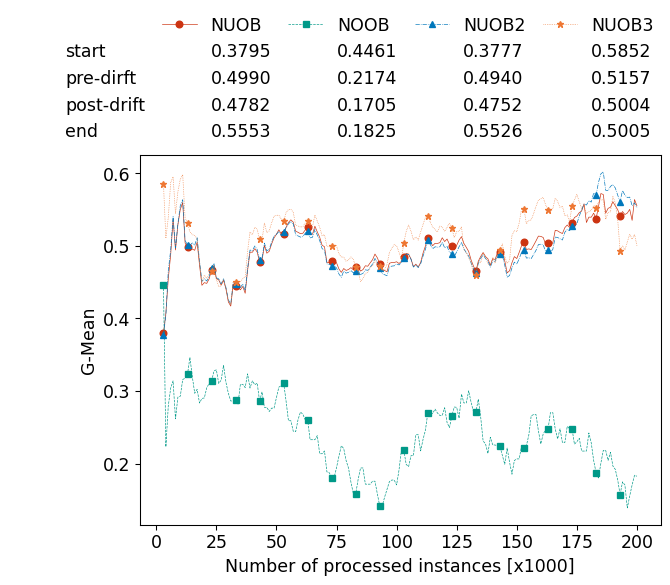 NUOB NOOB NUOB2 NUOB3
start 0.3795 0.4461 0.3777 0.5852
pre-dirft 0.4990 0.2174 0.4940 0.5157
post-drift 0.4782 0.1705 0.4752 0.5004
end 0.5553 0.1825 0.5526 0.5005
0.6
0.5
0.4
0.3
0.2
G-Mean
0 25 50 75 100 125 150 175 200
Number of processed instances [x1000]